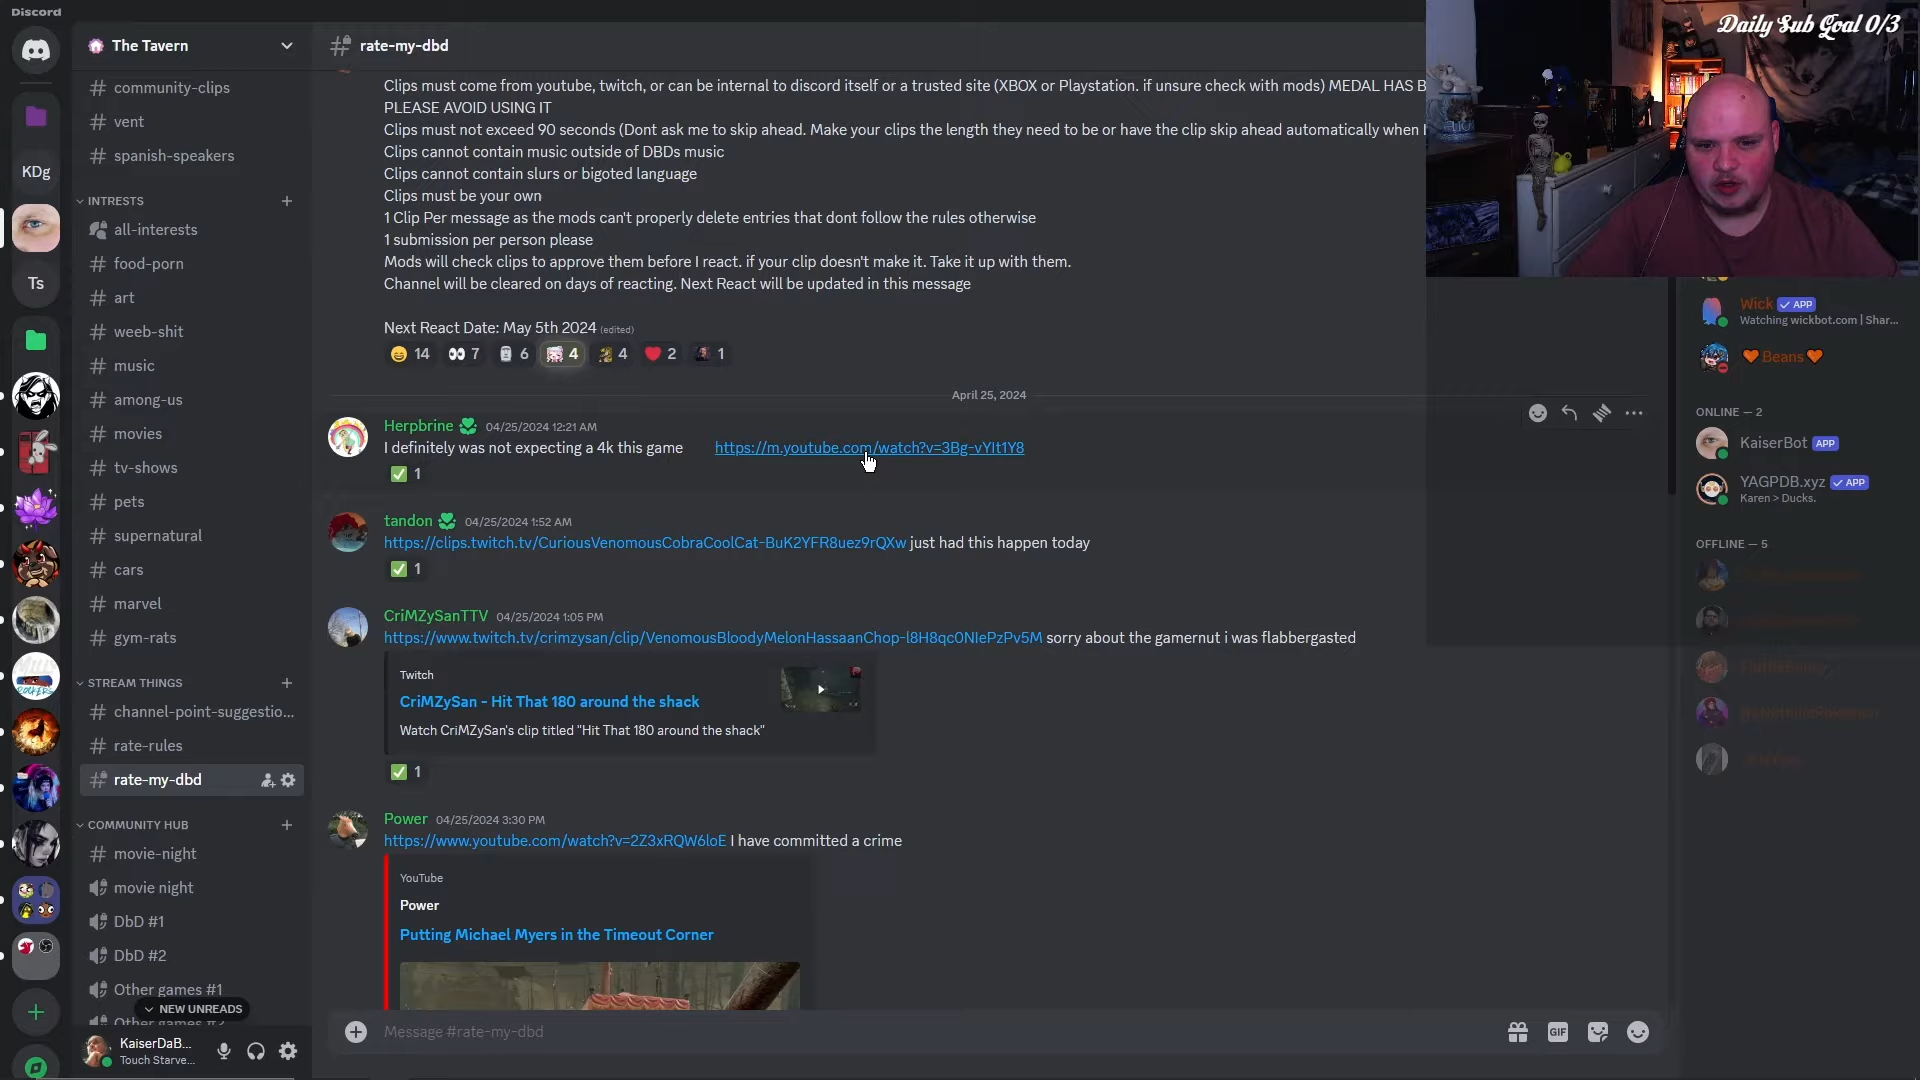 Discord
Daily Sub Goal 0/3
The Tavern
community-clips
vent
spanish-speakers
INTRESTS
all-interests
food-porn
art
weeb-shit
music
among-us
movies
tv-shows
pets
supernatural
cars
marvel
gym-rats
STREAM THINGS
channel-point-suggestio...
rate-rules
rate-my-dbd
COMMUNITY HUB
movie-night
movie night
DbD #1
DbD #2
Other games #1
NEW UNREADS
Other games #2
KDg
Ts
KaiserDaB...
Touch Starve...
rate-my-dbd
Clips must come from youtube, twitch, or can be internal to discord itself or a trusted site (XBOX or Playstation. if unsure check with mods) MEDAL HAS B
PLEASE AVOID USING IT
Clips must not exceed 90 seconds (Dont ask me to skip ahead. Make your clips the length they need to be or have the clip skip ahead automatically when
Clips cannot contain music outside of DBDs music
Clips cannot contain slurs or bigoted language
Clips must be your own
1 Clip Per message as the mods can't properly delete entries that dont follow the rules otherwise
1 submission per person please
Mods will check clips to approve them before I react. if your clip doesn't make it. Take it up with them.
Channel will be cleared on days of reacting. Next React will be updated in this message
Next React Date: May 5th 2024 (edited)
14 7 6 4 4 2 1
April 25, 2024
Herpbrine 04/25/2024 12:21 AM
I definitely was not expecting a 4k this game https://m.youtube.com/watch?v=3Bg-vYIt1Y8
1
tandon 04/25/2024 1:52 AM
https://clips.twitch.tv/CuriousVenomousCobraCoolCat-BuK2YFR8uez9rQXw just had this happen today
1
CriMZySanTTV 04/25/2024 1:05 PM
https://www.twitch.tv/crimzysan/clip/VenomousBloodyMelonHassaanChop-l8H8qc0NIePzPv5M sorry about the gamernut i was flabbergasted
Twitch
CriMZySan - Hit That 180 around the shack
Watch CriMZySan's clip titled "Hit That 180 around the shack"
1
Power 04/25/2024 3:30 PM
https://www.youtube.com/watch?v=2Z3xRQW6loE I have committed a crime
YouTube
Power
Putting Michael Myers in the Timeout Corner
Message #rate-my-dbd
GIF
Wick APP
Watching wickbot.com | Shar...
Beans
ONLINE — 2
KaiserBot APP
YAGPDB.xyz APP
Karen > Ducks.
OFFLINE — 5